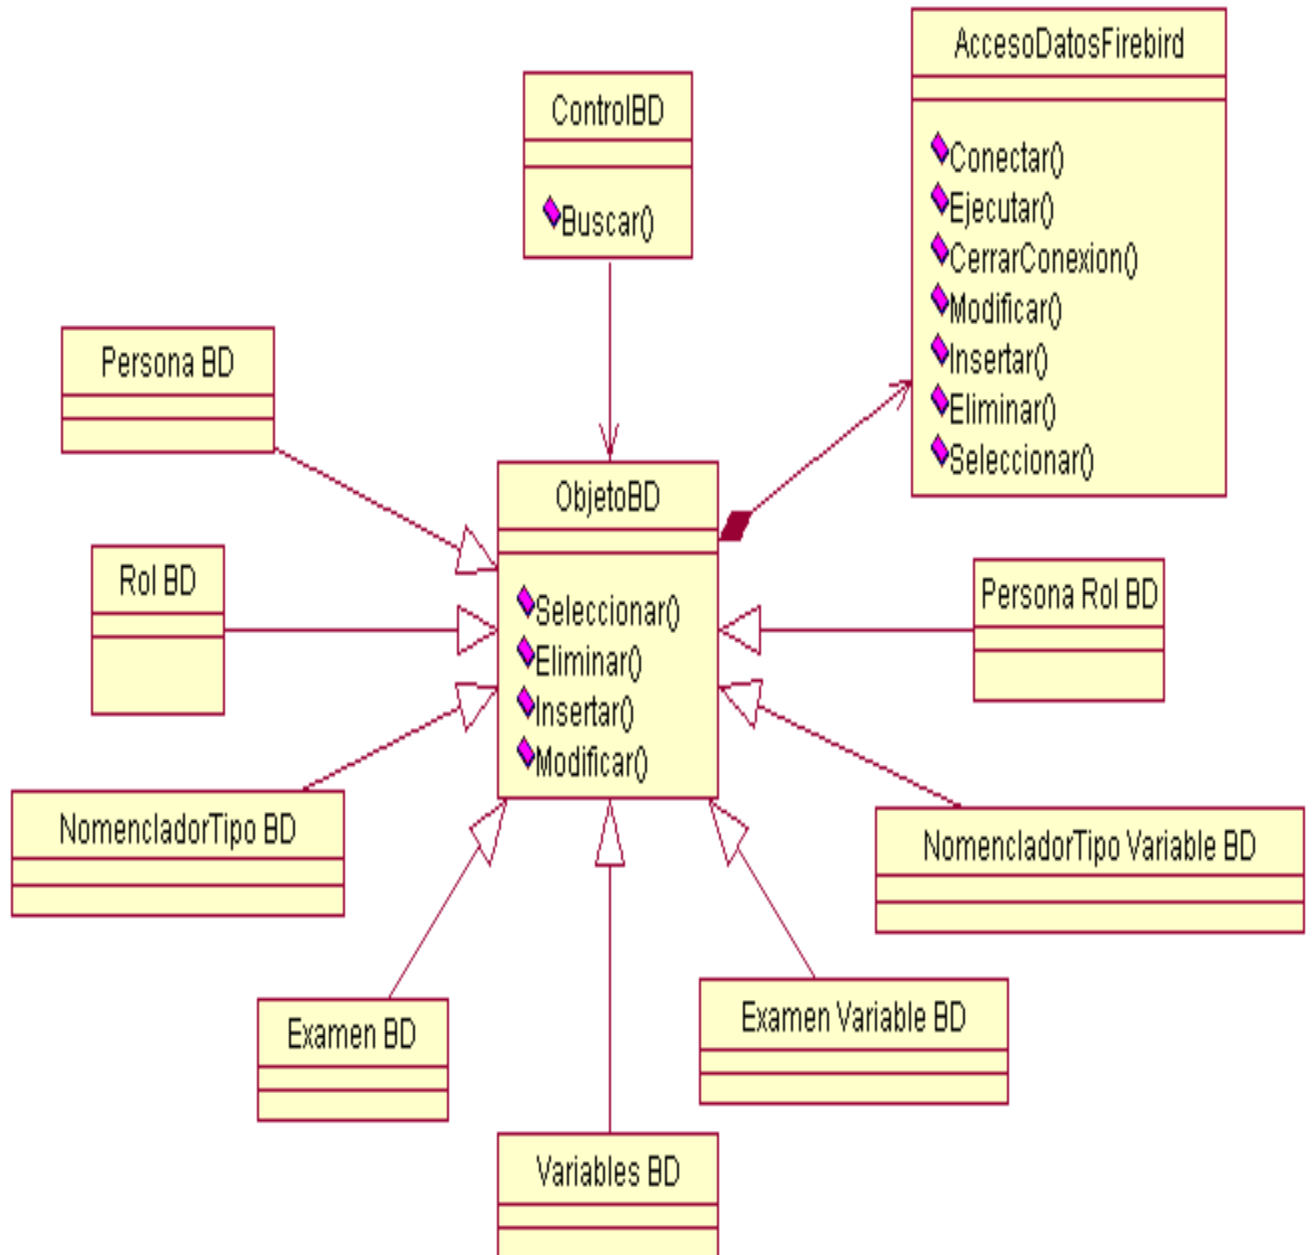 AccesoDatosFirebird
Conectar()
Ejecutar()
CerrarConexion()
Modificar()
Insertar()
Eliminar()
Seleccionar()
ControlBD
Buscar()
Persona BD
ObjetoBD
Seleccionar()
Eliminar()
Insertar()
Modificar()
Rol BD
Persona Rol BD
NomencladorTipo BD
NomencladorTipo Variable BD
Examen BD
Examen Variable BD
Variables BD